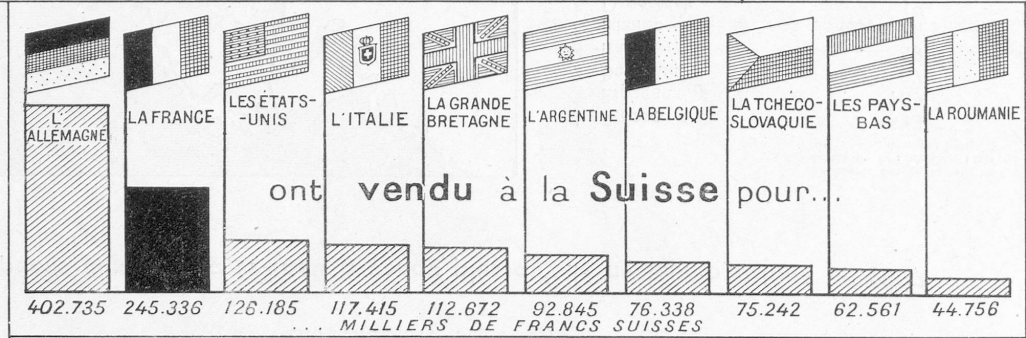 L'ALLEMAGNE
LA FRANCE
LES ÉTATS-
-UNIS
L'ITALIE
LA GRANDE
BRETAGNE
L'ARGENTINE
LA BELGIQUE
LA TCHÉCO-
SLOVAQUIE
LES PAYS-
BAS
LA ROUMANIE
ont vendu à la Suisse pour...
402.735 245.336 126.185 117.415 112.672 92.845 76.338 75.242 62.561 44.756
... MILLIERS DE FRANCS SUISSES